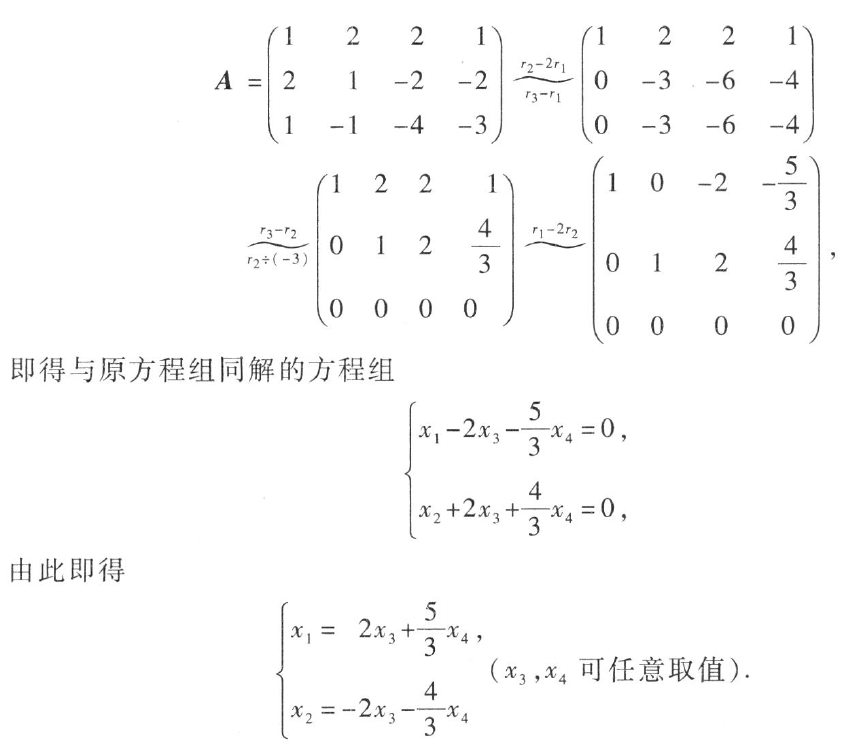 A = \begin{pmatrix} 1 & 2 & 2 & 1 \\ 2 & 1 & -2 & -2 \\ 1 & -1 & -4 & -3 \end{pmatrix} \overset{r_2-2r_1}{\underset{r_3-r_1}{\sim}} \begin{pmatrix} 1 & 2 & 2 & 1 \\ 0 & -3 & -6 & -4 \\ 0 & -3 & -6 & -4 \end{pmatrix}
\overset{r_3-r_2}{\underset{r_2÷(-3)}{\sim}} \begin{pmatrix} 1 & 2 & 2 & 1 \\ 0 & 1 & 2 & \frac{4}{3} \\ 0 & 0 & 0 & 0 \end{pmatrix} \overset{r_1-2r_2}{\sim} \begin{pmatrix} 1 & 0 & -2 & -\frac{5}{3} \\ 0 & 1 & 2 & \frac{4}{3} \\ 0 & 0 & 0 & 0 \end{pmatrix},
即得与原方程组同解的方程组
\begin{cases} x_1-2x_3-\frac{5}{3}x_4=0, \\ x_2+2x_3+\frac{4}{3}x_4=0, \end{cases}
由此即得
\begin{cases} x_1= 2x_3+\frac{5}{3}x_4, \\ x_2=-2x_3-\frac{4}{3}x_4 \end{cases} (x_3,x_4 可任意取值).